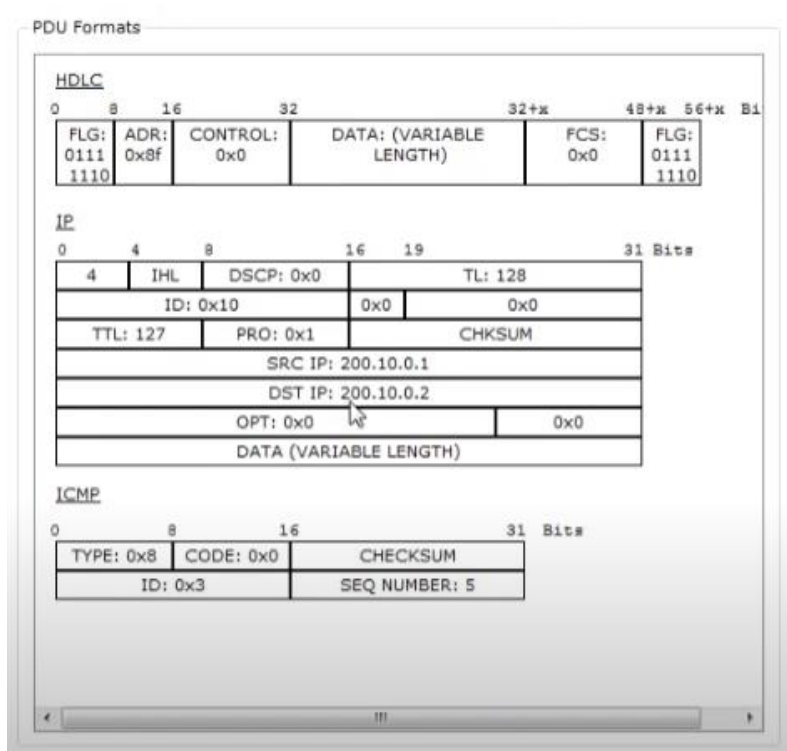 PDU Formats
HDLC
0 8 16 32 32+x 48+x 56+x Bi
FLG: ADR: CONTROL: DATA: (VARIABLE FCS: FLG:
0111 0x8f 0x0 LENGTH) 0x0 0111
1110 1110
IP
0 4 8 16 19 31 Bits
4 IHL DSCP: 0x0 TL: 128
ID: 0x10 0x0 0x0
TTL: 127 PRO: 0x1 CHKSUM
SRC IP: 200.10.0.1
DST IP: 200.10.0.2
OPT: 0x0 0x0
DATA (VARIABLE LENGTH)
ICMP
0 8 16 31 Bits
TYPE: 0x8 CODE: 0x0 CHECKSUM
ID: 0x3 SEQ NUMBER: 5